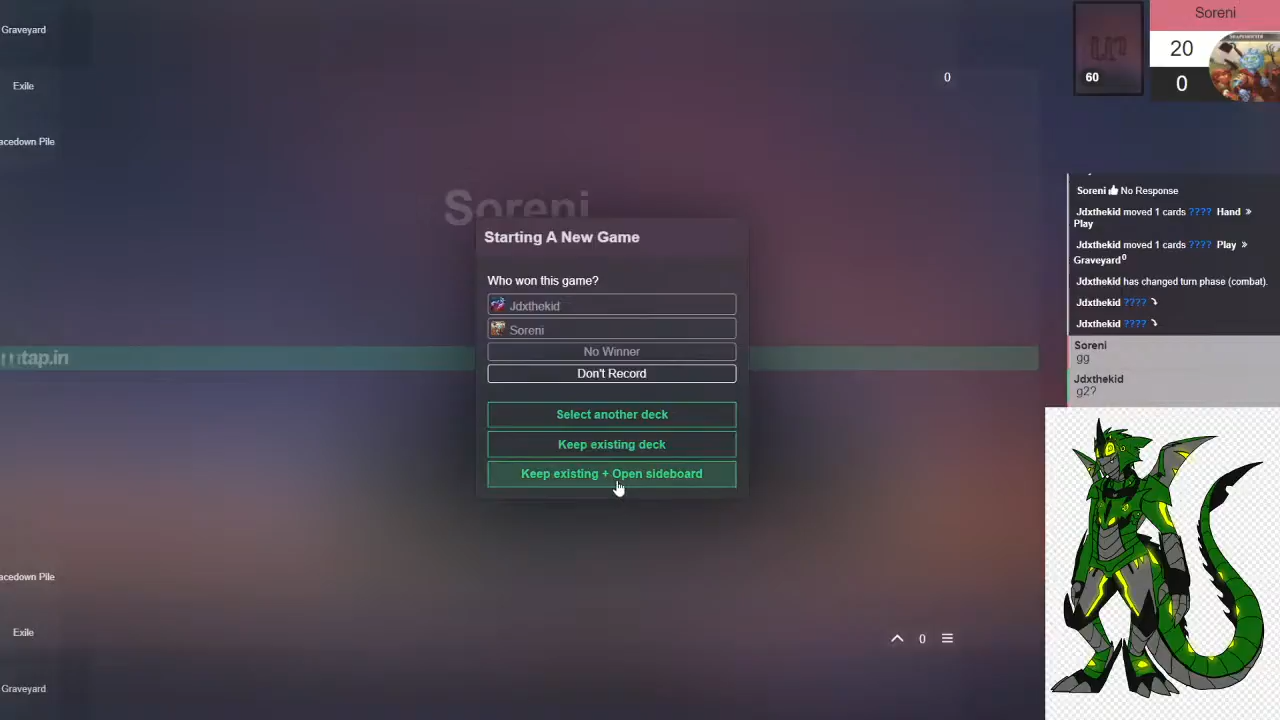 Graveyard
Exile
acedown Pile
0
60
Soreni
20
0
Soreni
Starting A New Game
Who won this game?
Jdxthekid
Soreni
No Winner
Don't Record
Select another deck
Keep existing deck
Keep existing + Open sideboard
tap.in
Soreni No Response
Jdxthekid moved 1 cards ???? Hand »
Play
Jdxthekid moved 1 cards ???? Play »
Graveyard0
Jdxthekid has changed turn phase (combat).
Jdxthekid ????
Jdxthekid ????
Soreni
gg
Jdxthekid
g2?
acedown Pile
Exile
Graveyard
0